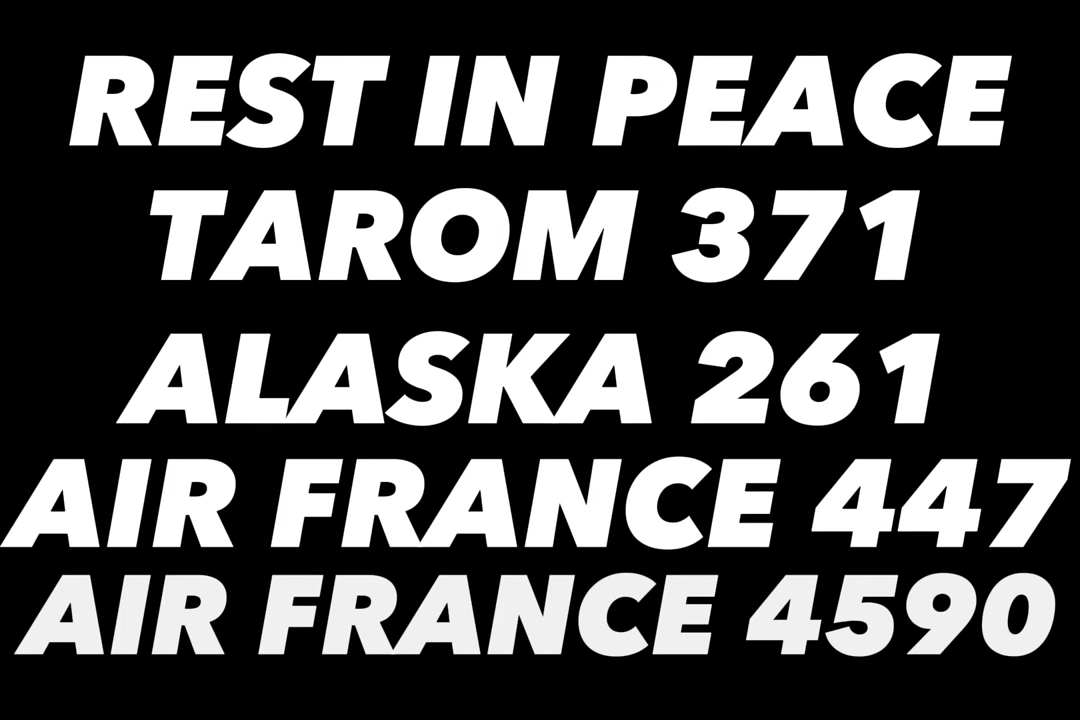 REST IN PEACE
TAROM 371
ALASKA 261
AIR FRANCE 447
AIR FRANCE 4590